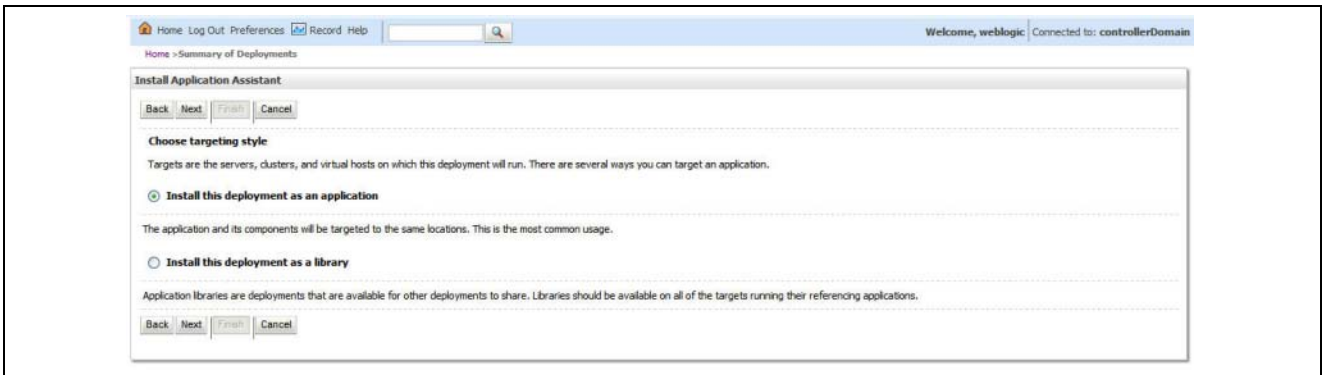 Home Log Out Preferences Record Help
Welcome, weblogic Connected to: controllerDomain
Home >Summary of Deployments
Install Application Assistant
Back Next Finish Cancel
Choose targeting style
Targets are the servers, clusters, and virtual hosts on which this deployment will run. There are several ways you can target an application.
Install this deployment as an application
The application and its components will be targeted to the same locations. This is the most common usage.
Install this deployment as a library
Application libraries are deployments that are available for other deployments to share. Libraries should be available on all of the targets running their referencing applications.
Back Next Finish Cancel